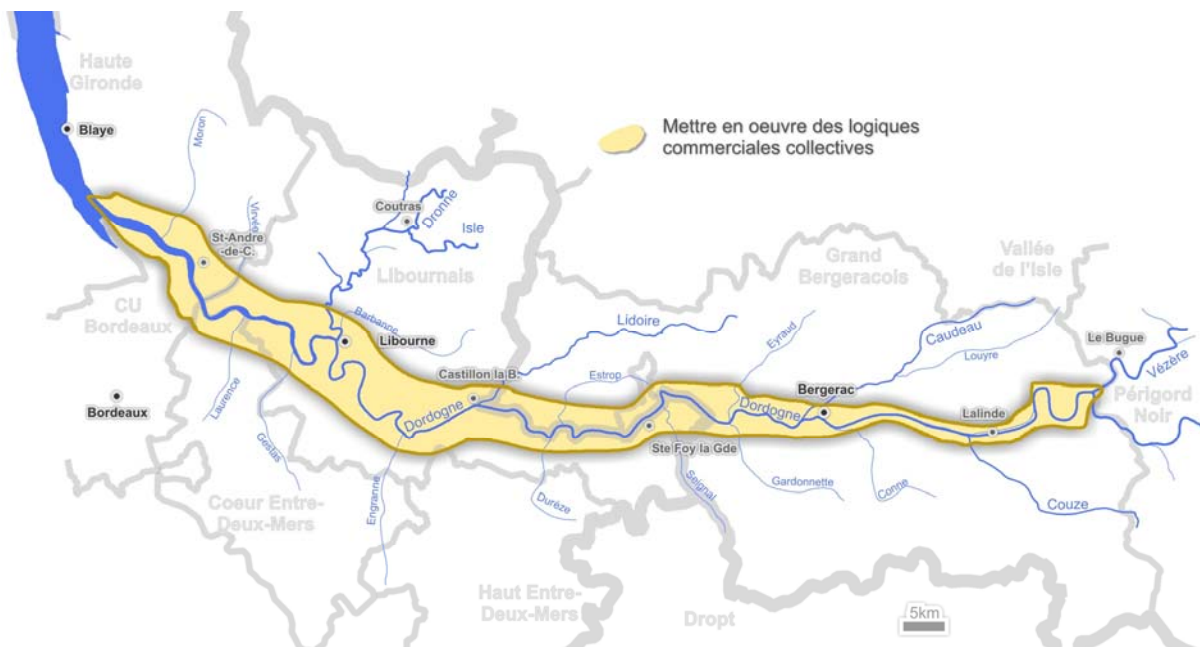 Haute
Gironde
Blaye
Moron
Mettre en oeuvre des logiques
commerciales collectives
Virvée
Coutras
Dronne
Isle
St-Andre
-de-C.
Libournais
Grand
Bergeracois
Vallée
de l'Isle
CU
Bordeaux
Barbanne
Lidoire
Eyraud
Caudeau
Louyre
Le Bugue
Vézère
Libourne
Castillon la B.
Estrop
Bergerac
Périgord
Noir
Bordeaux
Laurence
Dordogne
Dordogne
Lalinde
Gestas
Ste Foy la Gde
Engranne
Durèze
Seignal
Gardonnette
Conne
Couze
Coeur Entre-
Deux-Mers
Haut Entre-
Deux-Mers
Dropt
5km